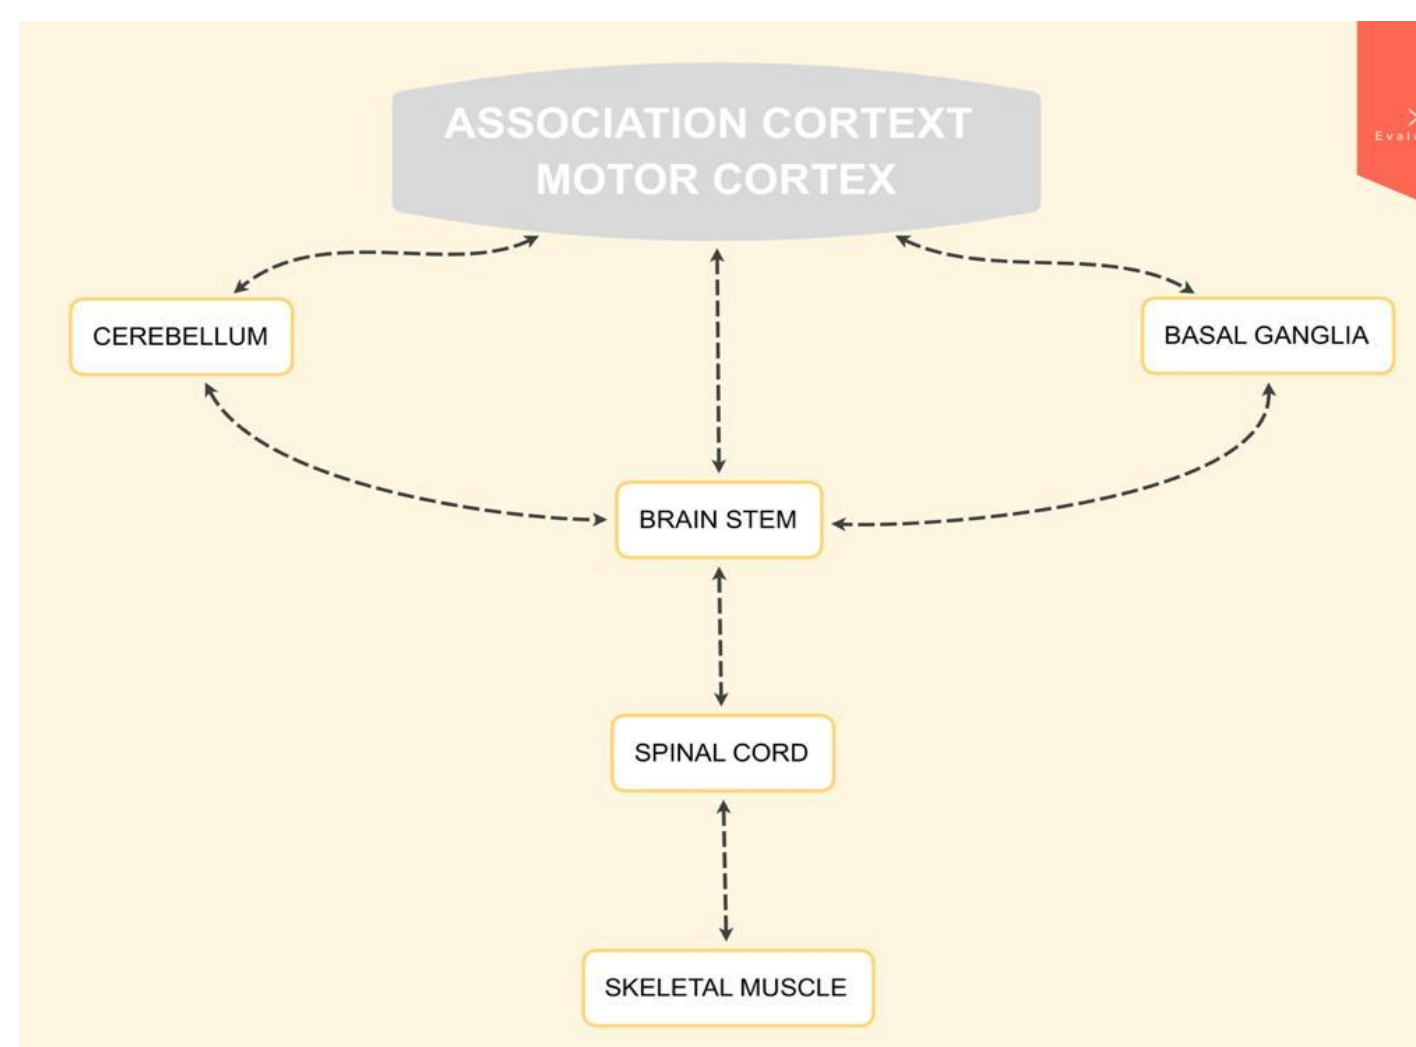 ASSOCIATION CORTEXT
MOTOR CORTEX
CEREBELLUM
BASAL GANGLIA
BRAIN STEM
SPINAL CORD
SKELETAL MUSCLE